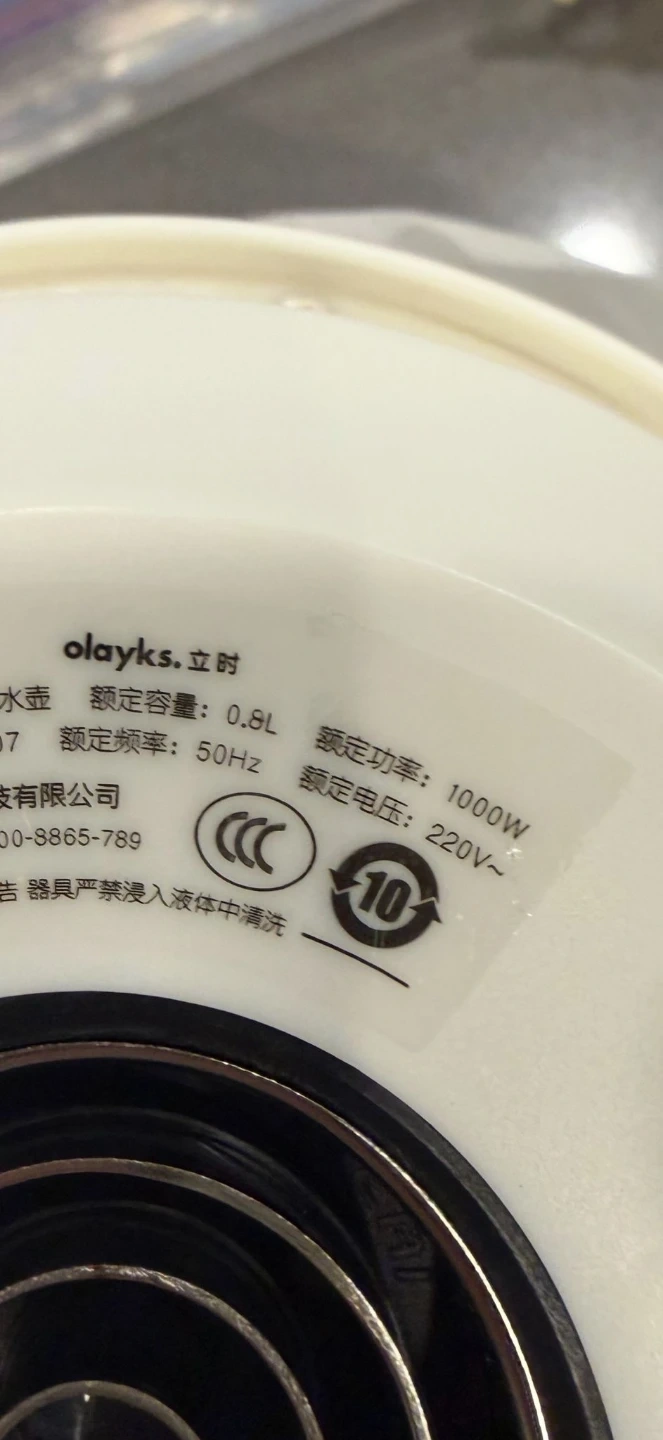 olayks. 立时
水壶 额定容量: 0.8L 额定功率: 1000W
07 额定频率: 50Hz 额定电压: 220V~
有限公司
00-8865-789
CCC
10
告 器具严禁浸入液体中清洗